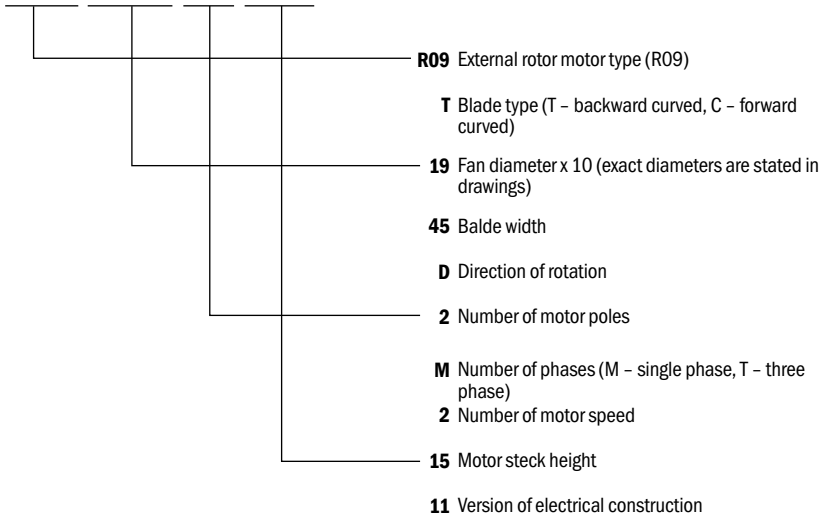 R09 External rotor motor type (R09)
T Blade type (T – backward curved, C – forward
curved)
19 Fan diameter x 10 (exact diameters are stated in
drawings)
45 Balde width
D Direction of rotation
2 Number of motor poles
M Number of phases (M – single phase, T – three
phase)
2 Number of motor speed
15 Motor steck height
11 Version of electrical construction